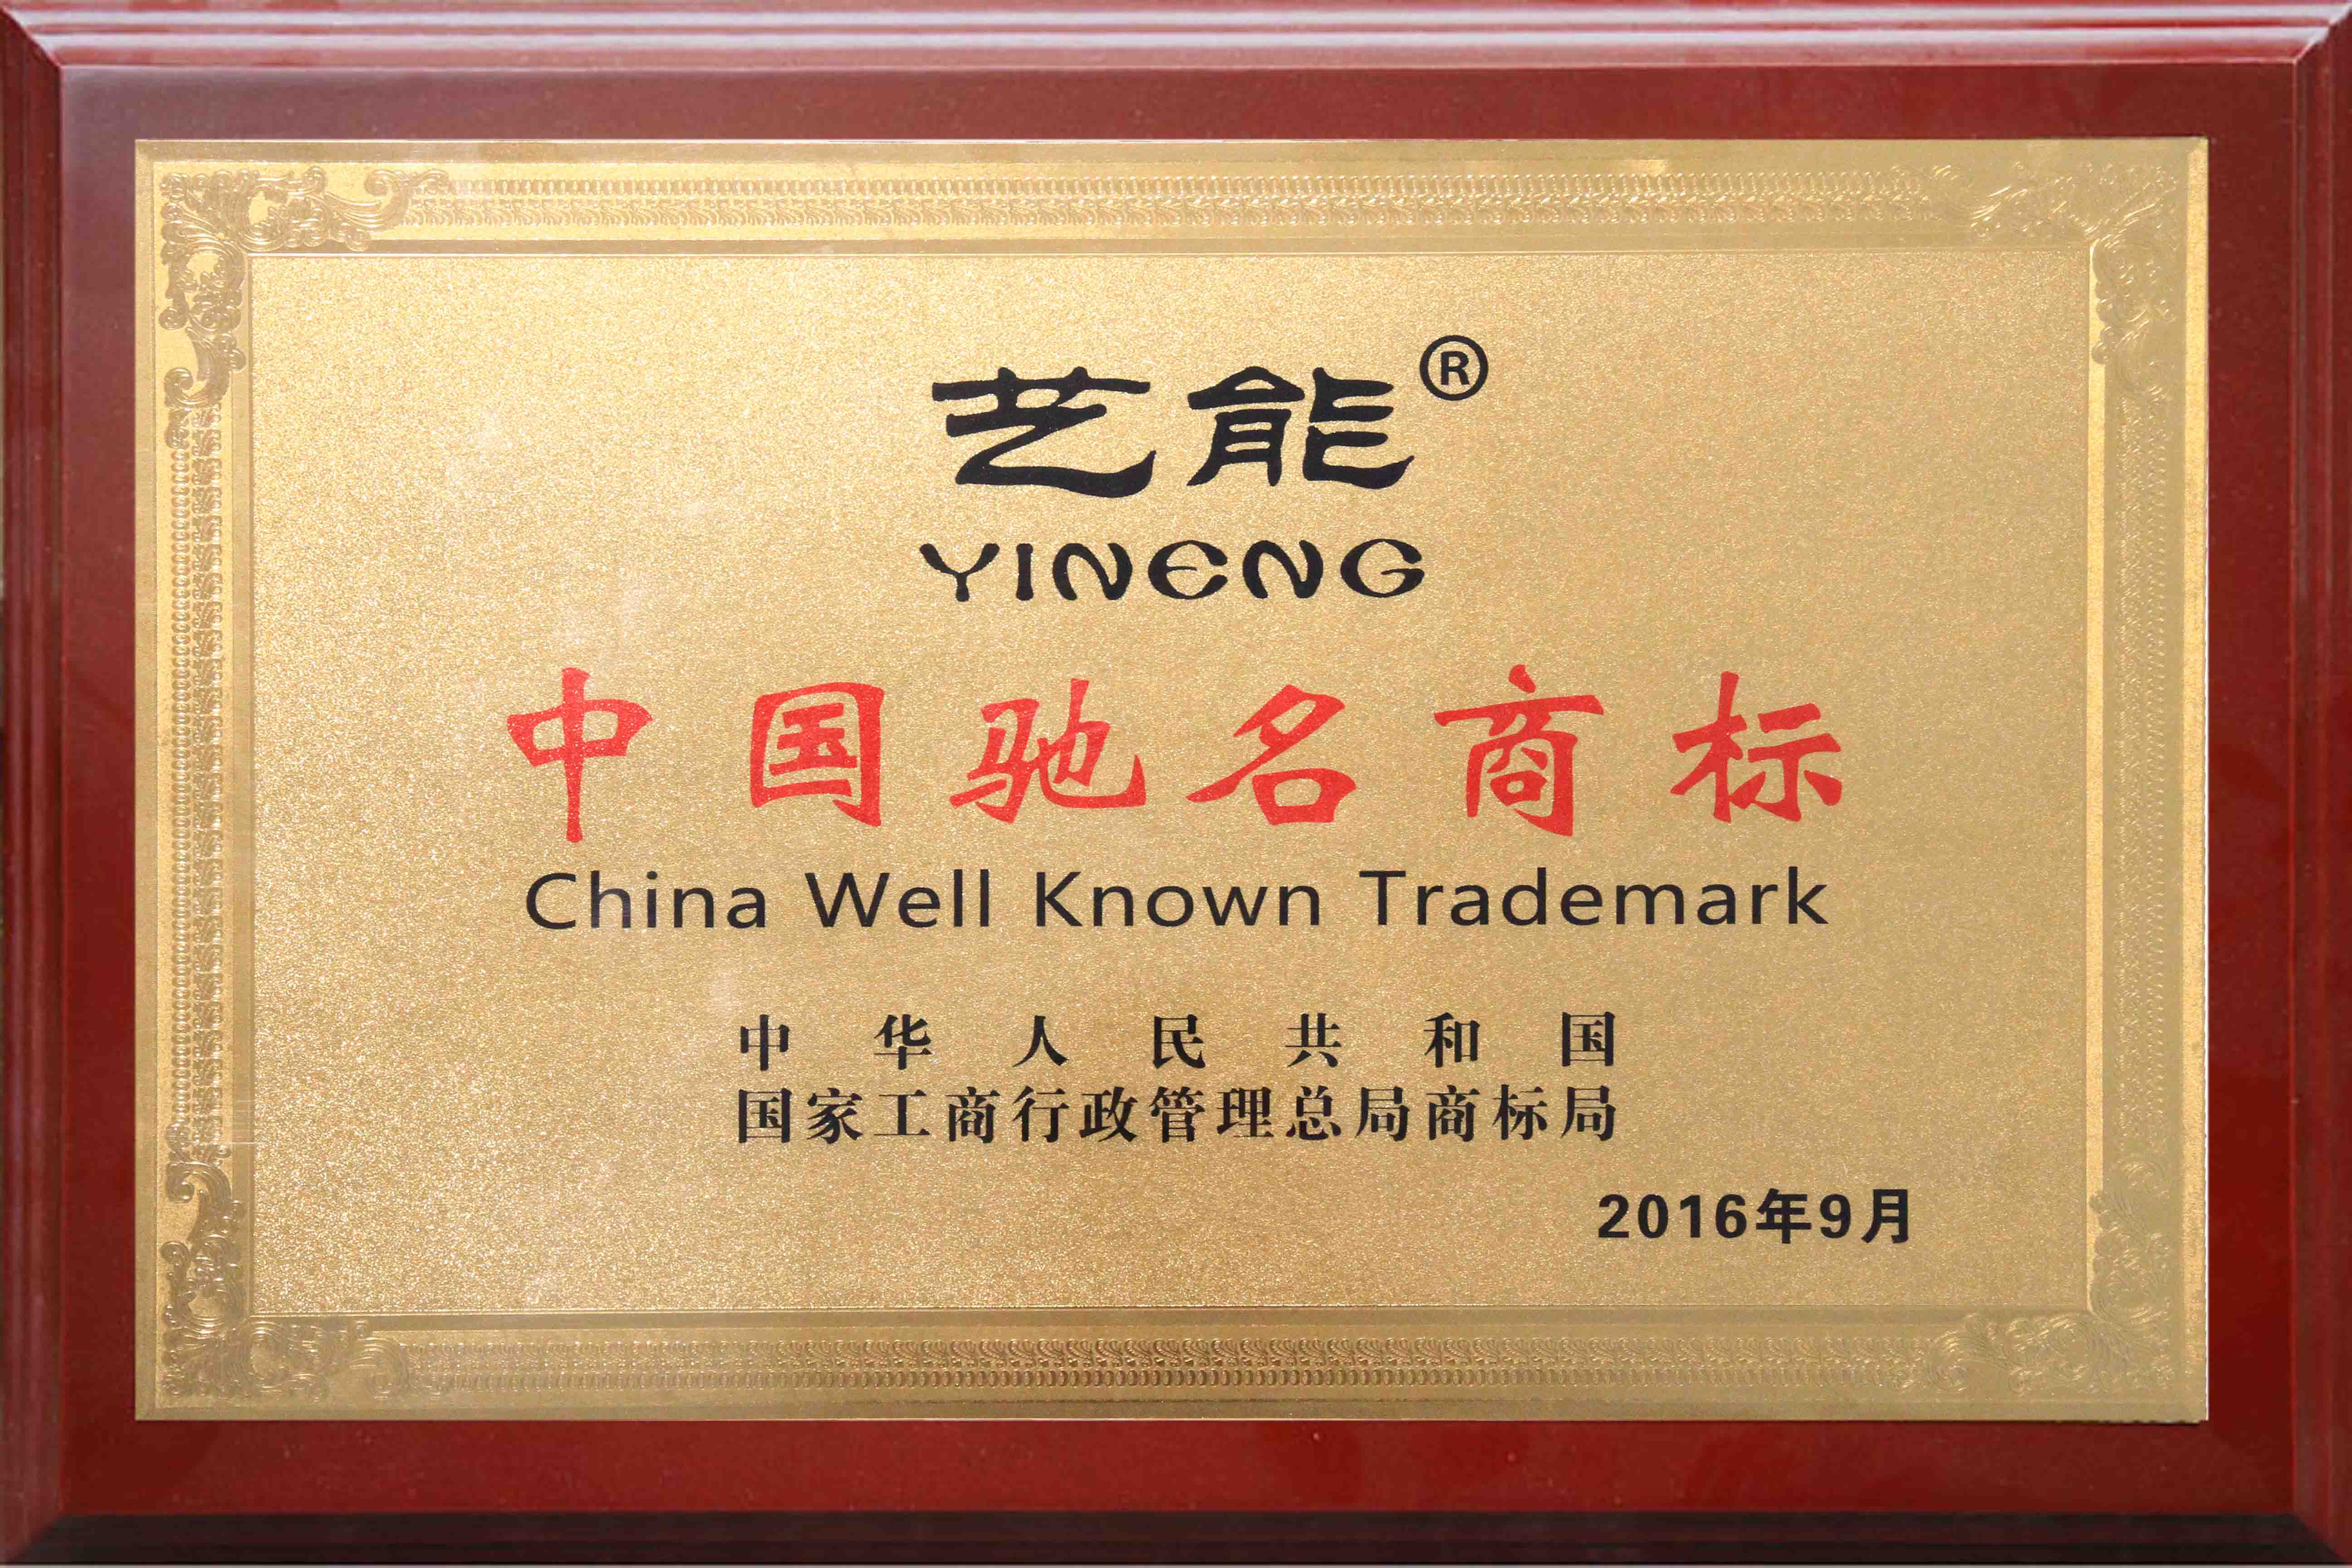 艺能®
YINENG
中国驰名商标
China Well Known Trademark
中华人民共和国
国家工商行政管理总局商标局
2016年9月